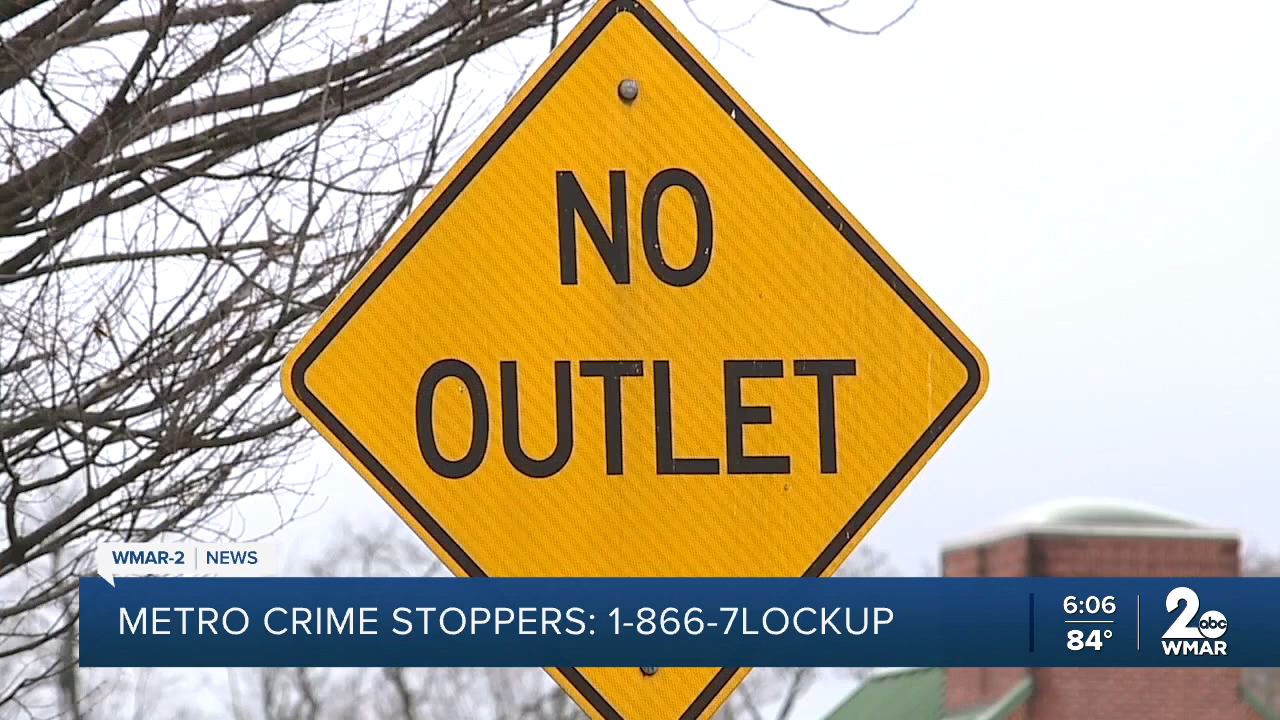 NO
OUTLET
WMAR-2 | NEWS
METRO CRIME STOPPERS: 1-866-7LOCKUP
6:06
84°
2 abc
WMAR